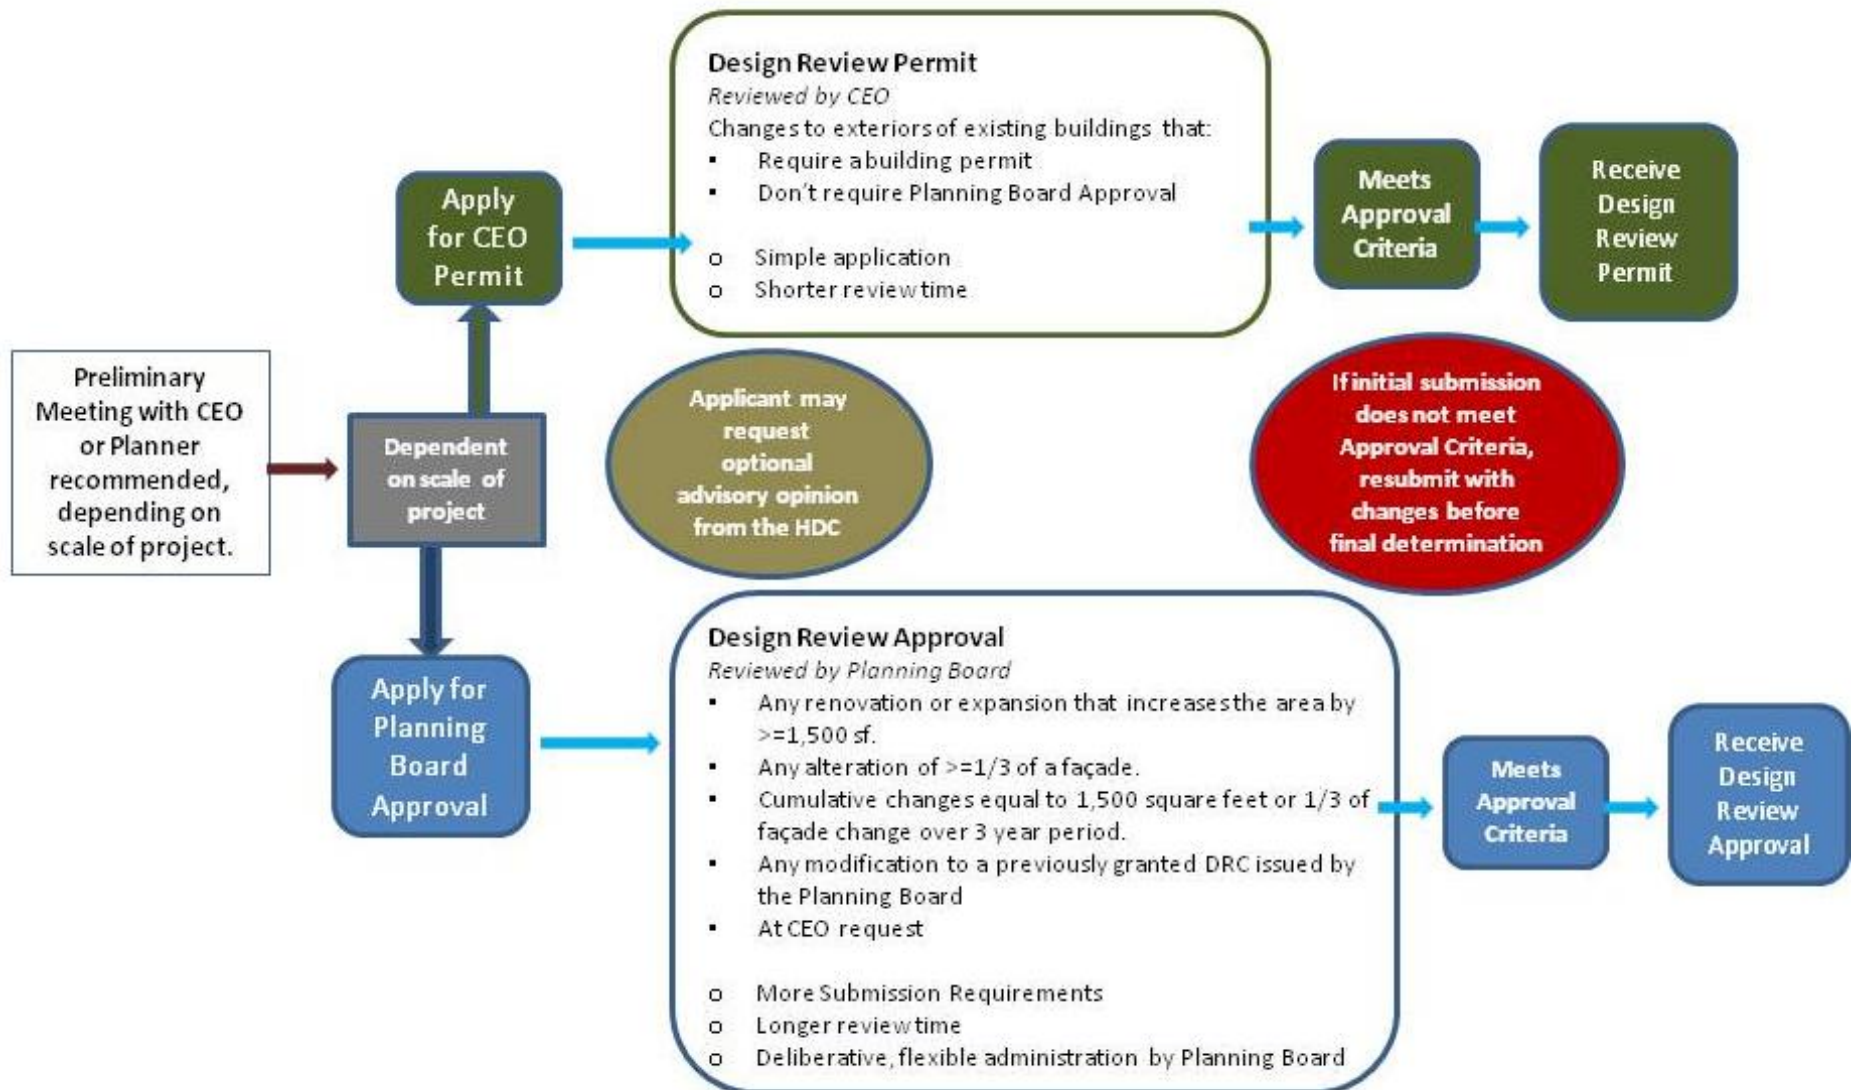 Preliminary
Meeting with CEO
or Planner
recommended,
depending on
scale of project.
Dependent
on scale of
project
Apply
for CEO
Permit
Design Review Permit
Reviewed by CEO
Changes to exteriors of existing buildings that:
▪ Require a building permit
▪ Don't require Planning Board Approval
o Simple application
o Shorter review time
Meets
Approval
Criteria
Receive
Design
Review
Permit
Applicant may
request
optional
advisory opinion
from the HDC
If initial submission
does not meet
Approval Criteria,
resubmit with
changes before
final determination
Apply for
Planning
Board
Approval
Design Review Approval
Reviewed by Planning Board
▪ Any renovation or expansion that increases the area by
>=1,500 sf.
▪ Any alteration of >=1/3 of a façade.
▪ Cumulative changes equal to 1,500 square feet or 1/3 of
façade change over 3 year period.
▪ Any modification to a previously granted DRC issued by
the Planning Board
▪ At CEO request
o More Submission Requirements
o Longer review time
o Deliberative, flexible administration by Planning Board
Meets
Approval
Criteria
Receive
Design
Review
Approval